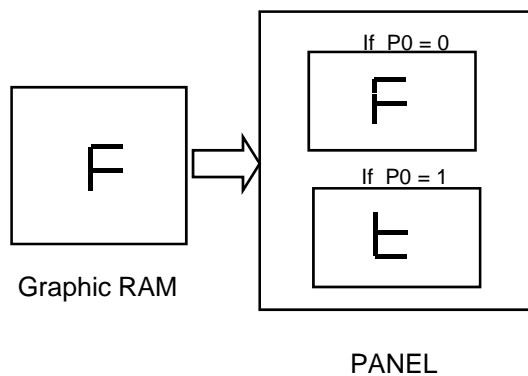 If P0 = 0
F
F
If P0 = 1
Graphic RAM
PANEL